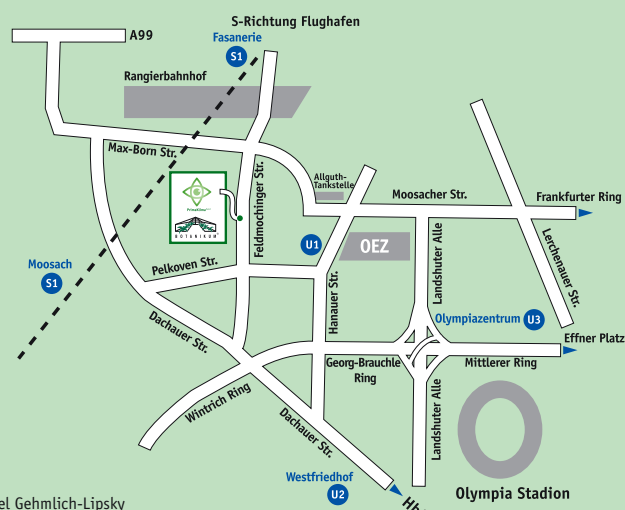 S-Richtung Flughafen
Fasanerie
S1
A99
Rangierbahnhof
Max-Born Str.
Allguth-
Tankstelle
Moosacher Str.
Frankfurter Ring
Feldmochinger Str.
BOTANIKUM
U1
OEZ
Landshuter Alle
Lerchenauer Str.
Moosach
S1
Pelkoven Str.
Hanauer Str.
Olympiazentrum U3
Dachauer Str.
Effner Platz
Georg-Brauchle
Ring
Mittlerer Ring
Wintrich Ring
Dachauer Str.
Landshuter Alle
Westfriedhof
U2
Olympia Stadion
Gehmlich-Lipsky